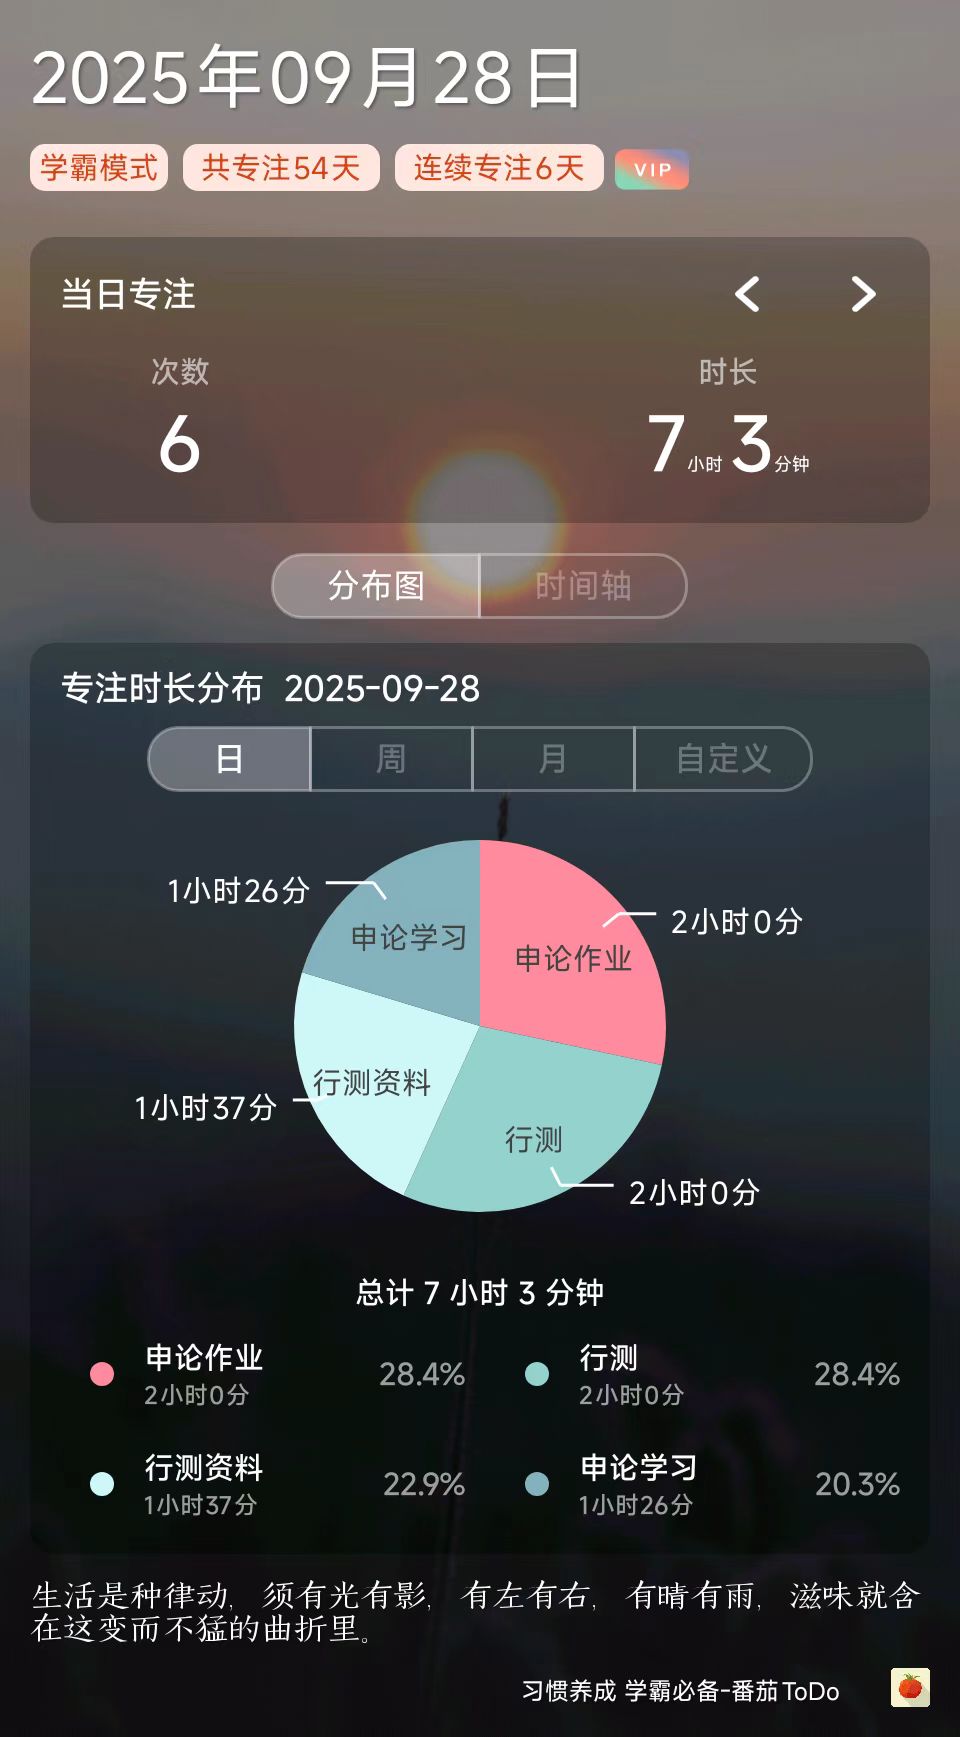 2025年09月28日
学霸模式 共专注54天 连续专注6天 VIP
当日专注
次数 时长
6 7小时3分钟
分布图 时间轴
专注时长分布 2025-09-28
日 周 月 自定义
1小时26分
申论学习
2小时0分
申论作业
行测资料
1小时37分
行测
2小时0分
总计 7 小时 3 分钟
申论作业 28.4% 行测 28.4%
2小时0分 2小时0分
行测资料 22.9% 申论学习 20.3%
1小时37分 1小时26分
生活是种律动，须有光有影，有左有右，有晴有雨，滋味就含
在这变而不猛的曲折里。
习惯养成 学霸必备-番茄ToDo